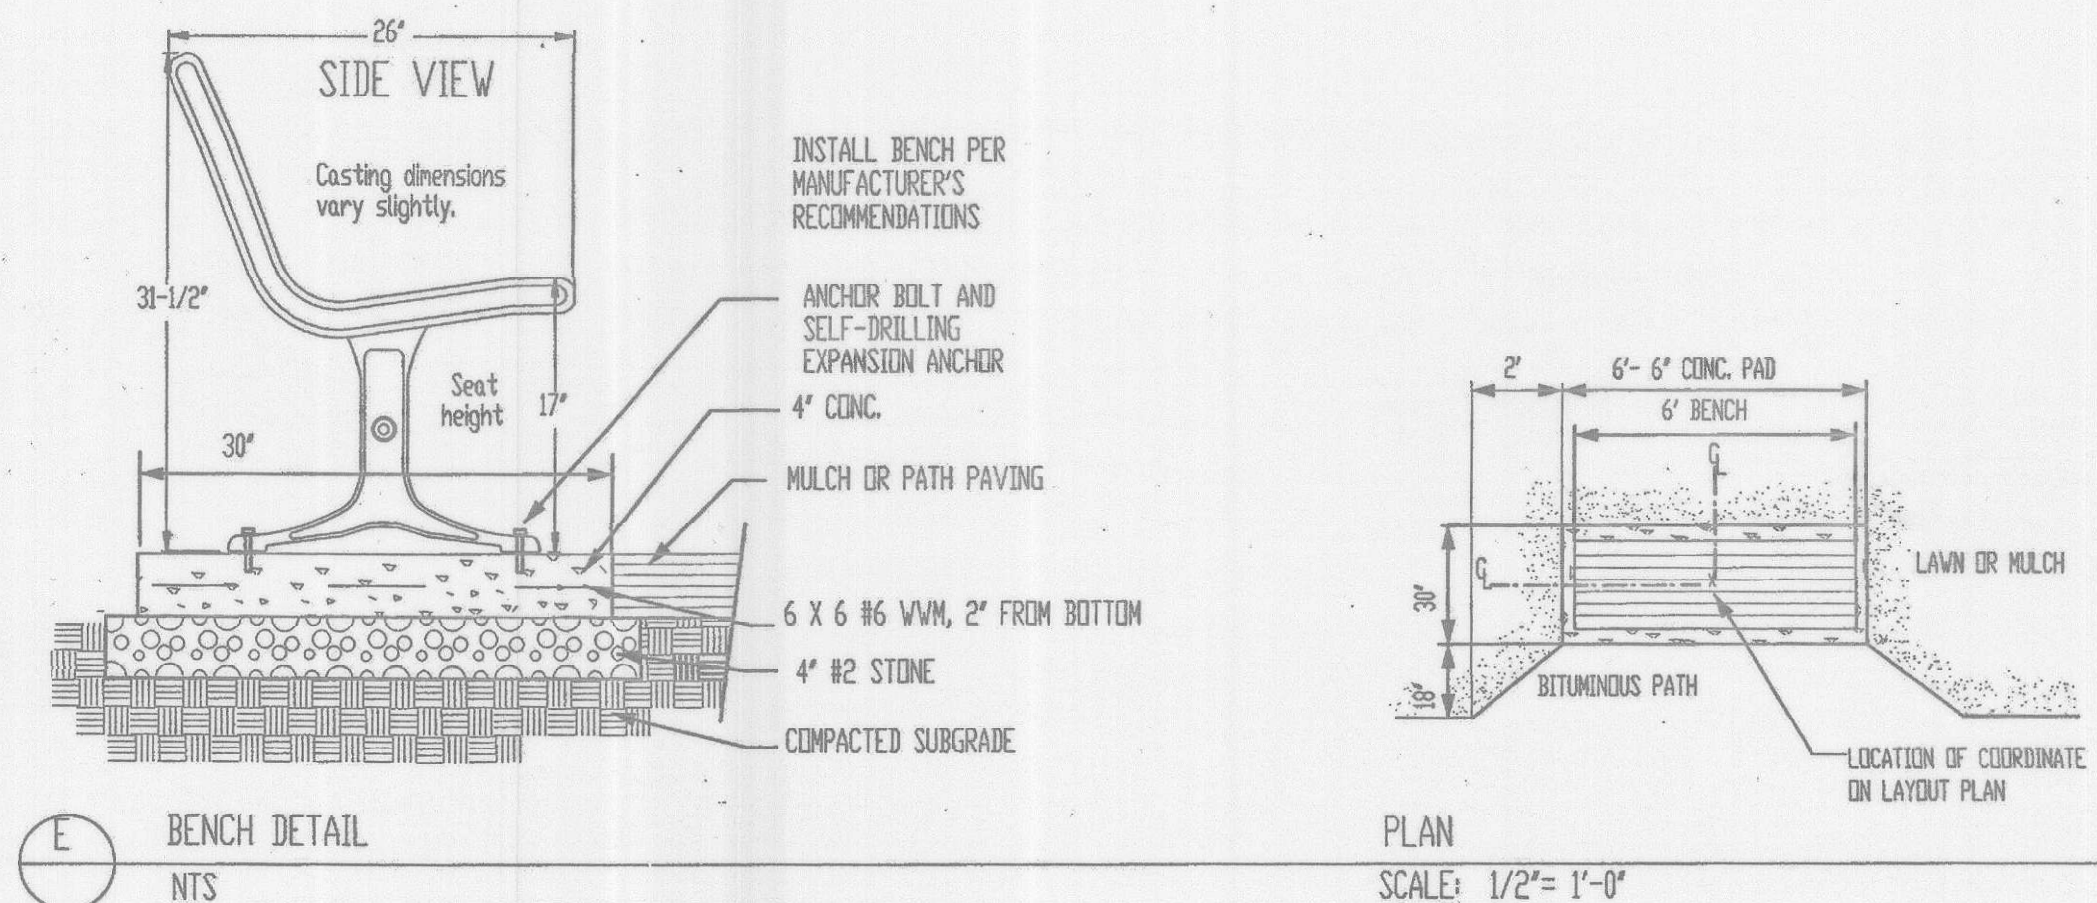 26"
SIDE VIEW
Casting dimensions
vary slightly.
31-1/2"
Seat
height
17"
30"
INSTALL BENCH PER
MANUFACTURER'S
RECOMMENDATIONS
ANCHOR BOLT AND
SELF-DRILLING
EXPANSION ANCHOR
4" CONC.
MULCH OR PATH PAVING
6 X 6 #6 WWM, 2" FROM BOTTOM
4" #2 STONE
COMPACTED SUBGRADE
E
BENCH DETAIL
NTS
2'
6'- 6" CONC. PAD
6' BENCH
CL
CL
30"
18"
LAWN OR MULCH
BITUMINOUS PATH
LOCATION OF COORDINATE
ON LAYOUT PLAN
PLAN
SCALE: 1/2"= 1'-0"